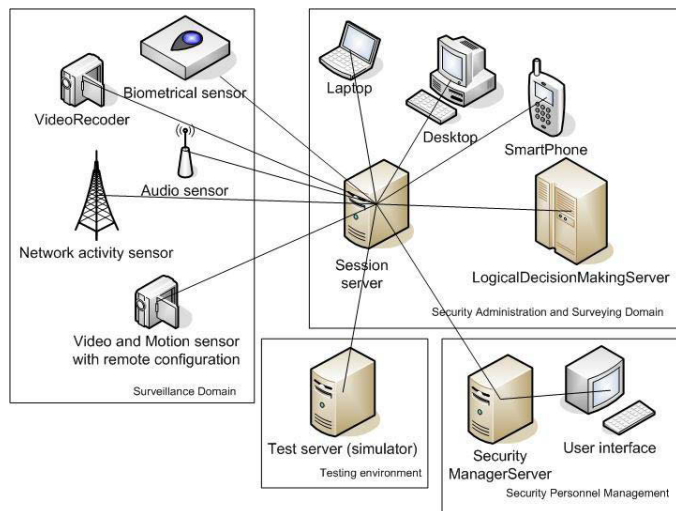 Biometrical sensor
VideoRecoder
Audio sensor
Network activity sensor
Video and Motion sensor
with remote configuration
Surveillance Domain
Laptop
Desktop
SmartPhone
Session
server
LogicalDecisionMakingServer
Security Administration and Surveying Domain
Test server (simulator)
Testing environment
Security
ManagerServer
User interface
Security Personnel Management